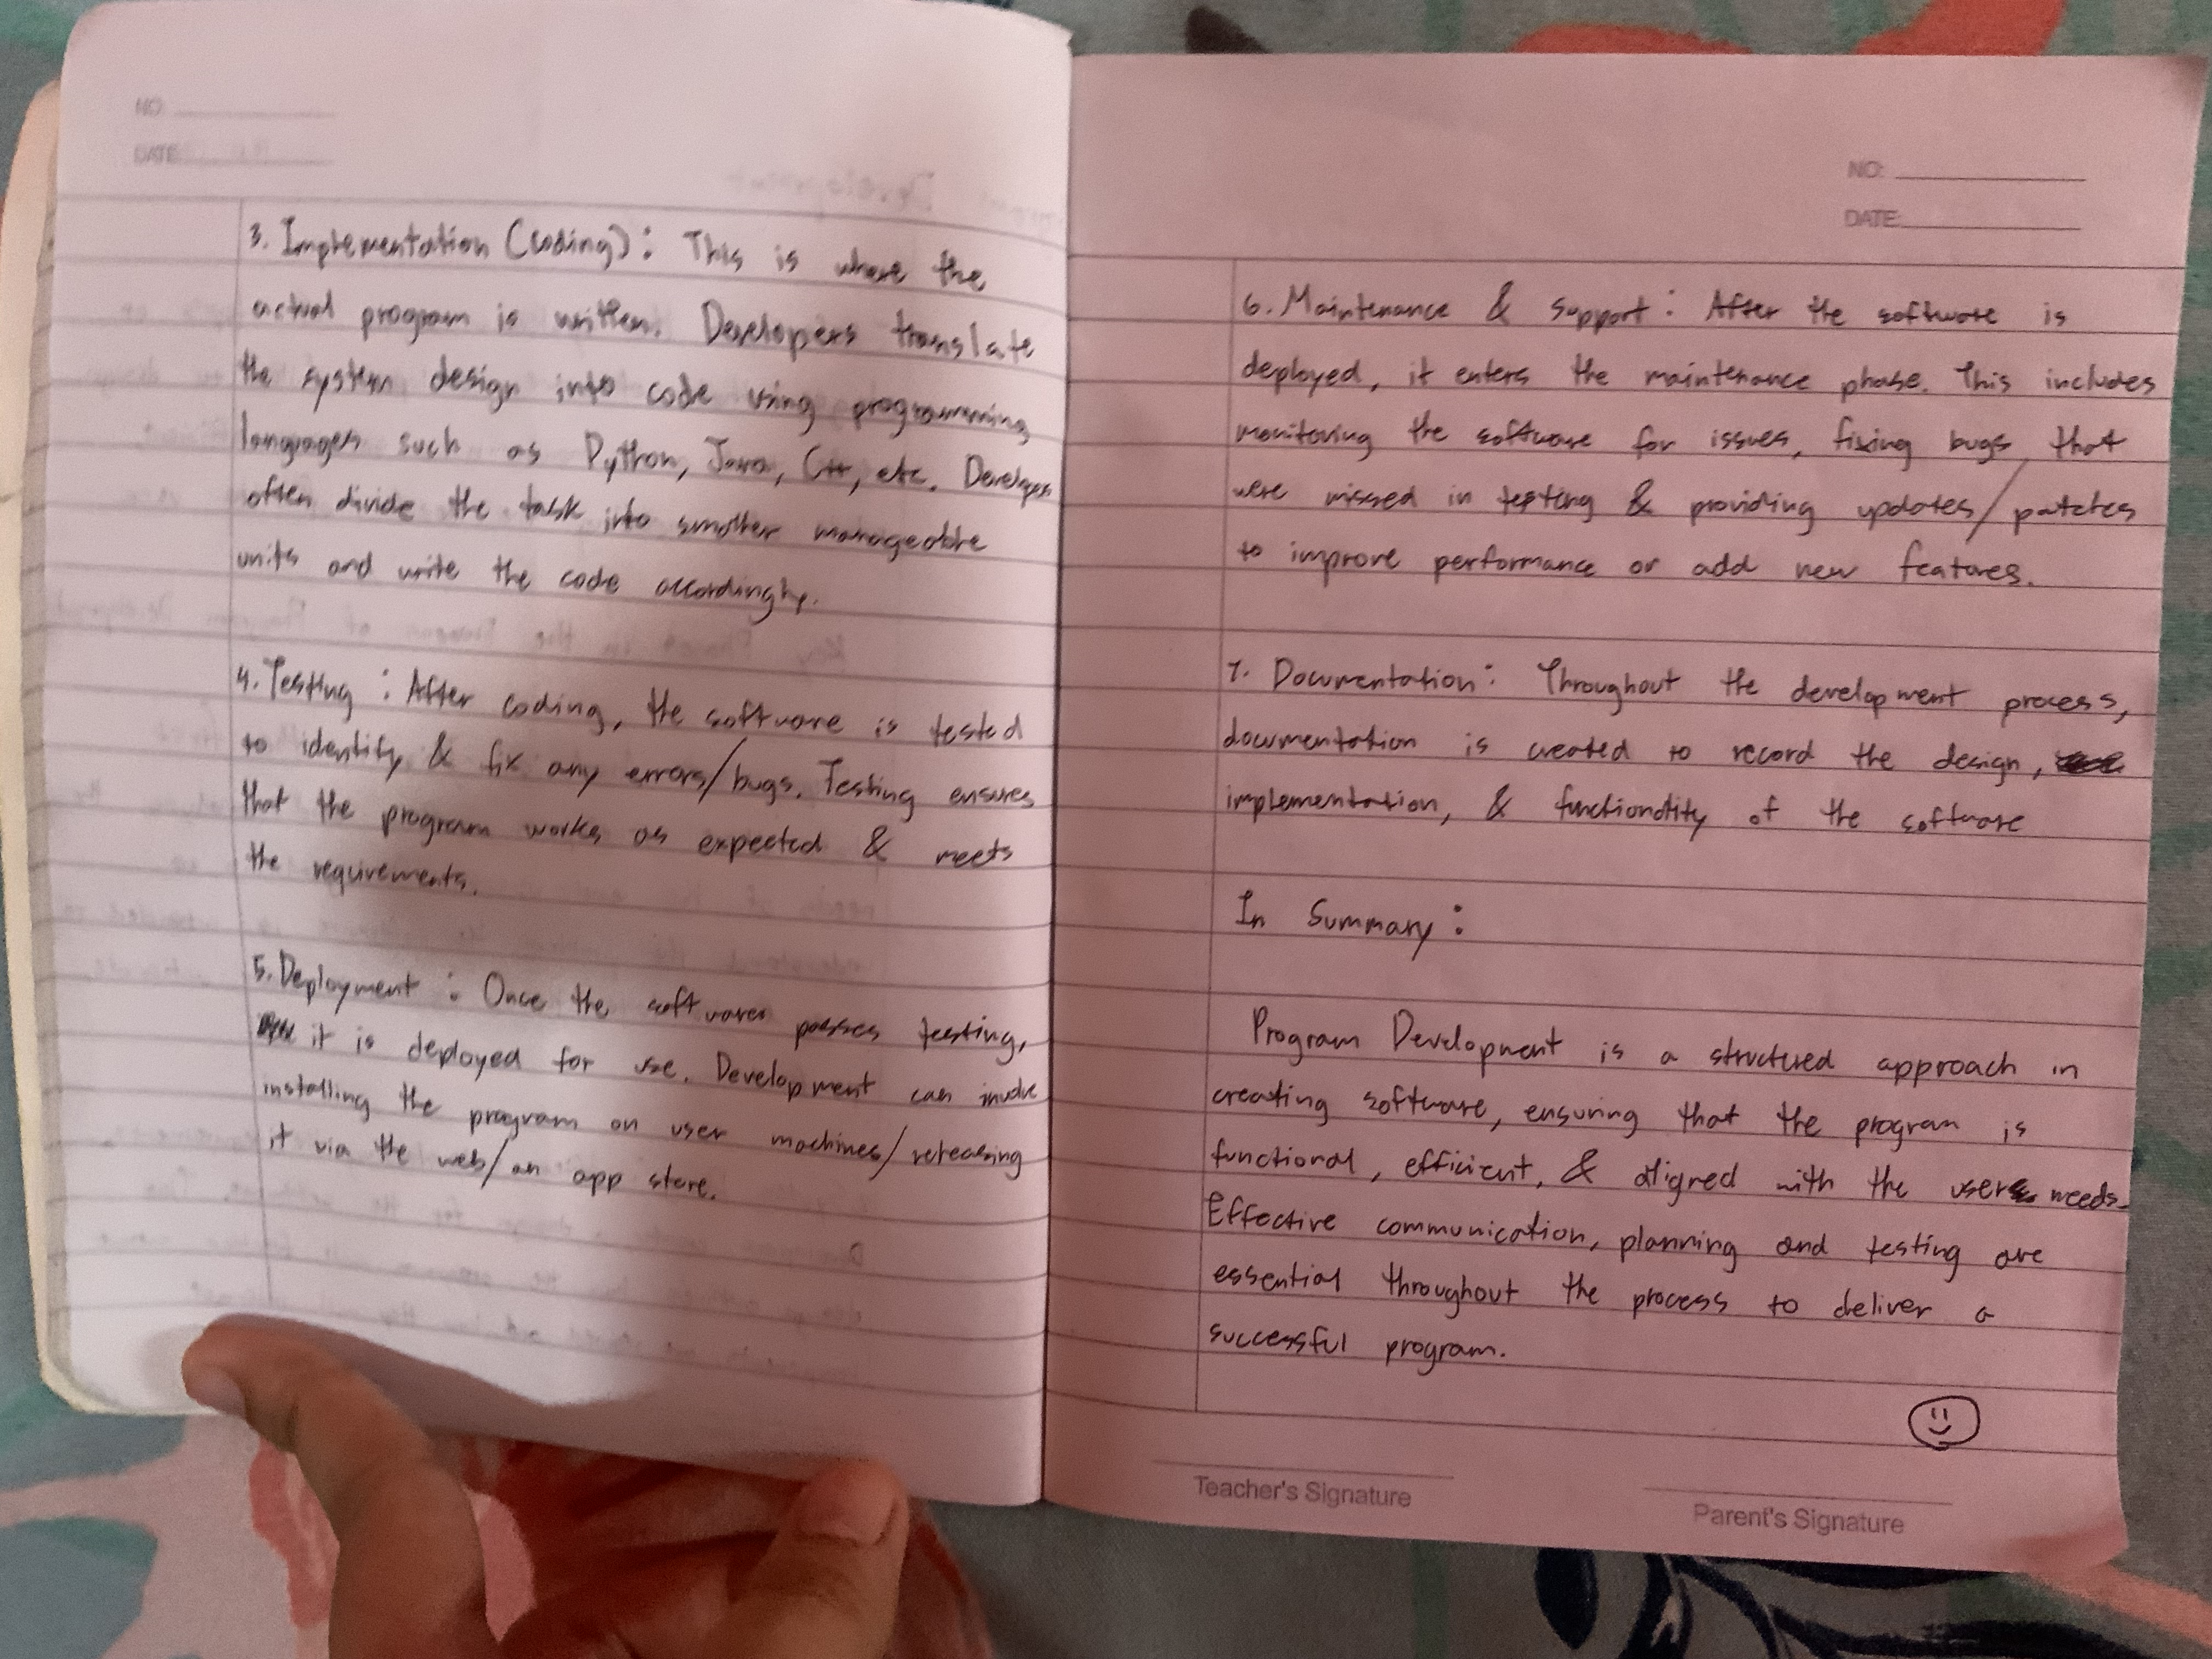 NO
DATE
3. Implementation (Coding): This is where the
actual program is written. Developers translate
the system design into code using programming
languages such as Python, Java, C++, etc. Developers
often divide the task into smaller manageable
units and write the code accordingly.
4. Testing : After coding, the software is tested
to identify & fix any errors/bugs. Testing ensures
that the program works as expected & meets
the requirements.
5. Deployment : Once the software passes testing,
it is deployed for use. Development can involve
installing the program on user machines/releasing
it via the web/an app store.
NO:
DATE:
6. Maintenance & Support : After the software is
deployed, it enters the maintenance phase. This includes
monitoring the software for issues, fixing bugs that
were missed in testing & providing updates/patches
to improve performance or add new features.
7. Documentation: Throughout the development process,
documentation is created to record the design,
implementation, & functionality of the software
In Summary:
Program Development is a structured approach in
creating software, ensuring that the program is
functional, efficient, & aligned with the users needs.
Effective communication, planning and testing are
essential throughout the process to deliver a
successful program.
Teacher's Signature
Parent's Signature